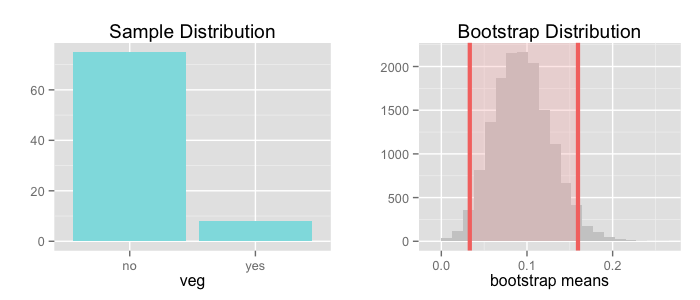 Sample Distribution
60
40
20
0
no yes
veg
Bootstrap Distribution
2000
1500
1000
500
0
0.0 0.1 0.2
bootstrap means